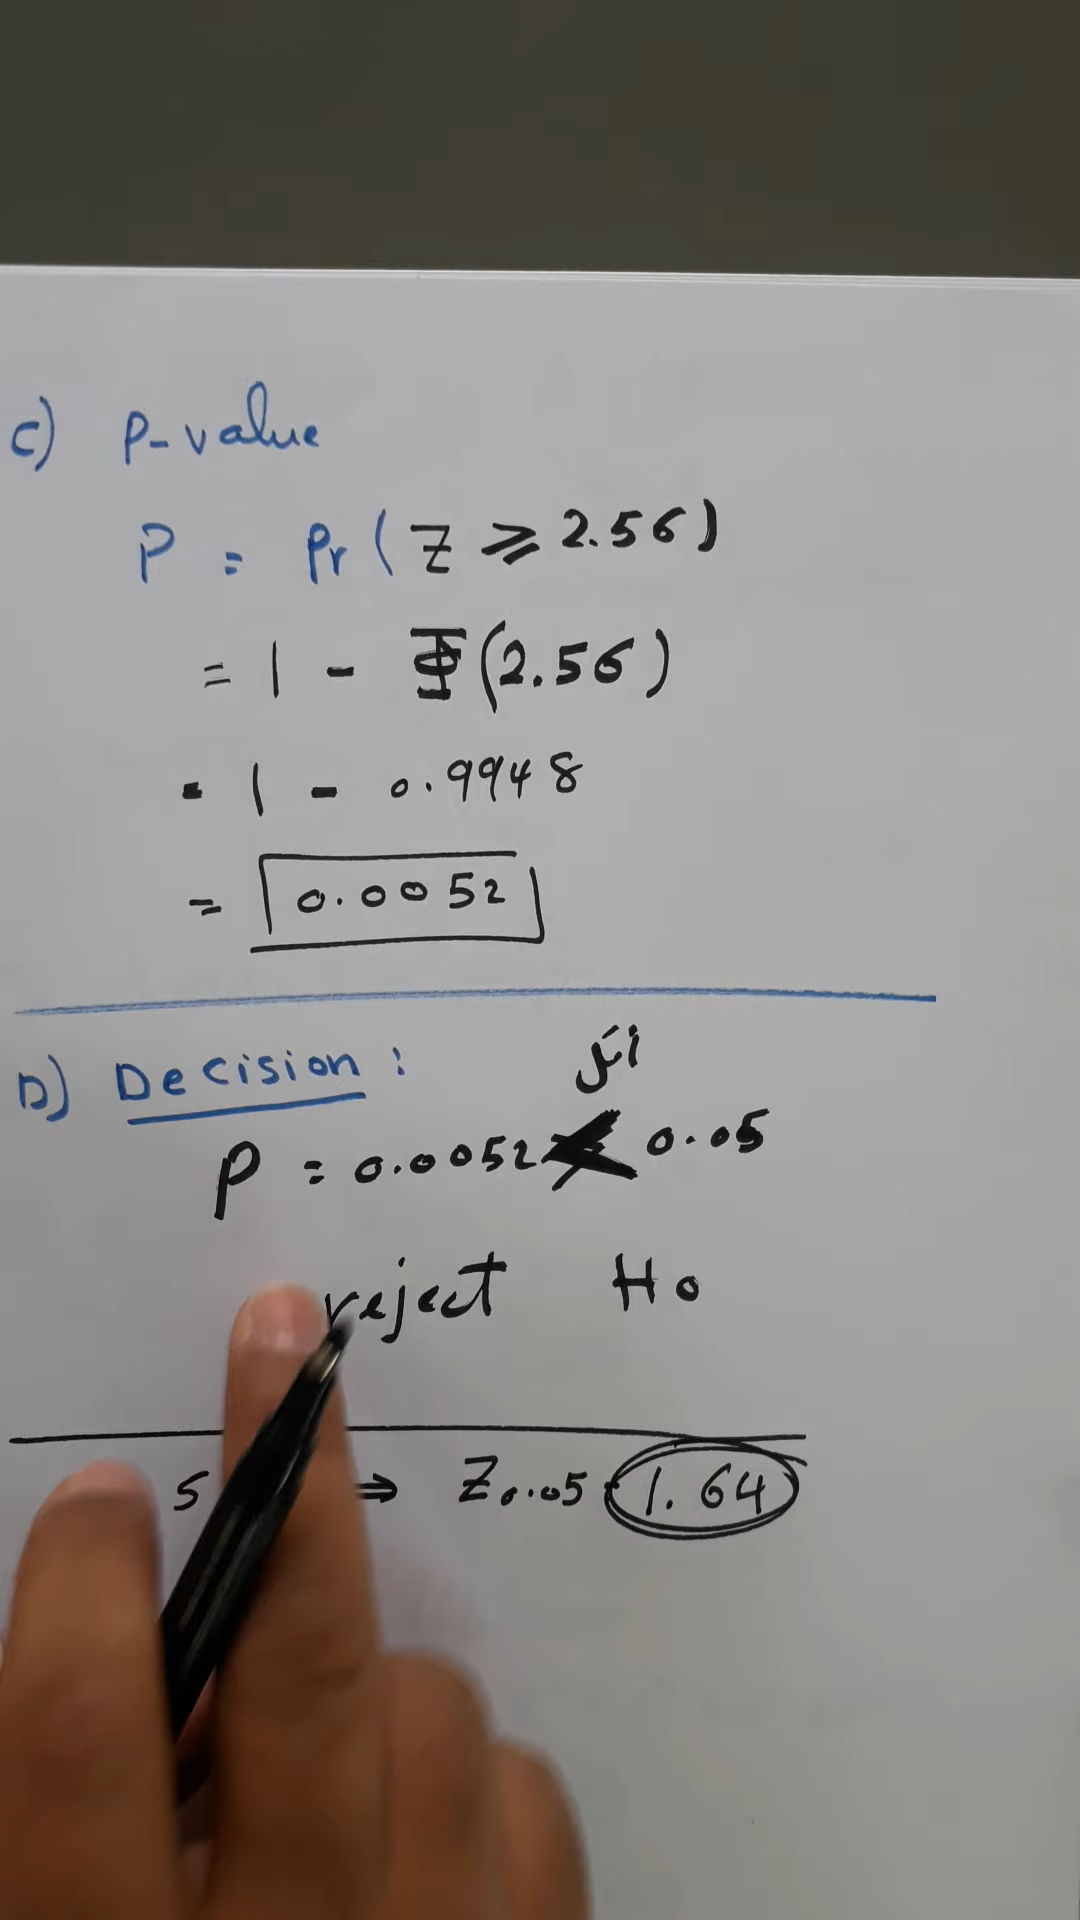 C) P-value
P = Pr(Z ≥ 2.56)
= 1 - Φ(2.56)
= 1 - 0.9948
= 0.0052
D) Decision:
اقل
P = 0.0052 < 0.05
reject Ho
5 ⇒ Z0.05 1.64